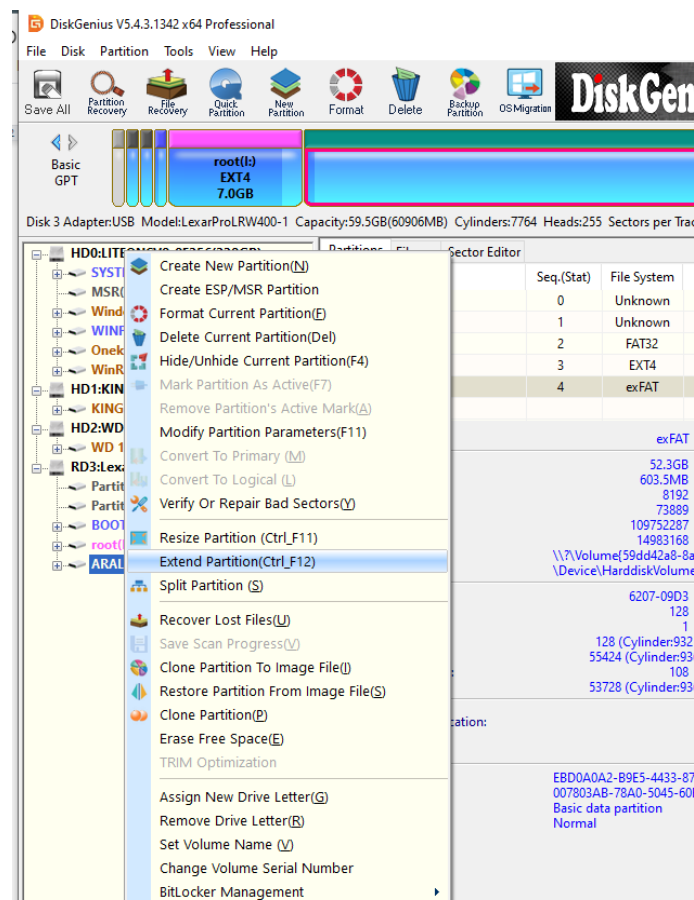 DiskGenius V5.4.3.1342 x64 Professional
File Disk Partition Tools View Help
Save All
Partition Recovery
File Recovery
Quick Partition
New Partition
Format
Delete
Backup Partition
OS Migration
DiskGen
Basic
GPT
root(I:)
EXT4
7.0GB
Disk 3 Adapter:USB Model:LexarProLRW400-1 Capacity:59.5GB(60906MB) Cylinders:7764 Heads:255 Sectors per Trac
Sector Editor
SYSTE
MSR(
Wind
WINR
Onek
WinR
HD1:KIN
KING
HD2:WD
WD 1
RD3:Lexa
Partit
Partit
BOOT
root(I
ARAL
Create New Partition(N)
Create ESP/MSR Partition
Format Current Partition(F)
Delete Current Partition(Del)
Hide/Unhide Current Partition(F4)
Mark Partition As Active(F7)
Remove Partition's Active Mark(A)
Modify Partition Parameters(F11)
Convert To Primary (M)
Convert To Logical (L)
Verify Or Repair Bad Sectors(Y)
Resize Partition (Ctrl_F11)
Extend Partition(Ctrl_F12)
Split Partition (S)
Recover Lost Files(U)
Save Scan Progress(V)
Clone Partition To Image File(I)
Restore Partition From Image File(S)
Clone Partition(P)
Erase Free Space(E)
TRIM Optimization
Assign New Drive Letter(G)
Remove Drive Letter(R)
Set Volume Name (V)
Change Volume Serial Number
BitLocker Management
Seq.(Stat) File System
0 Unknown
1 Unknown
2 FAT32
3 EXT4
4 exFAT
exFAT
52.3GB
603.5MB
8192
73889
109752287
14983168
\\?\Volume{59dd42a8-8a
\Device\HarddiskVolume
6207-09D3
128
1
128 (Cylinder:932
55424 (Cylinder:93
108
53728 (Cylinder:93
cation:
EBD0A0A2-B9E5-4433-87
007803AB-78A0-5045-60
Basic data partition
Normal